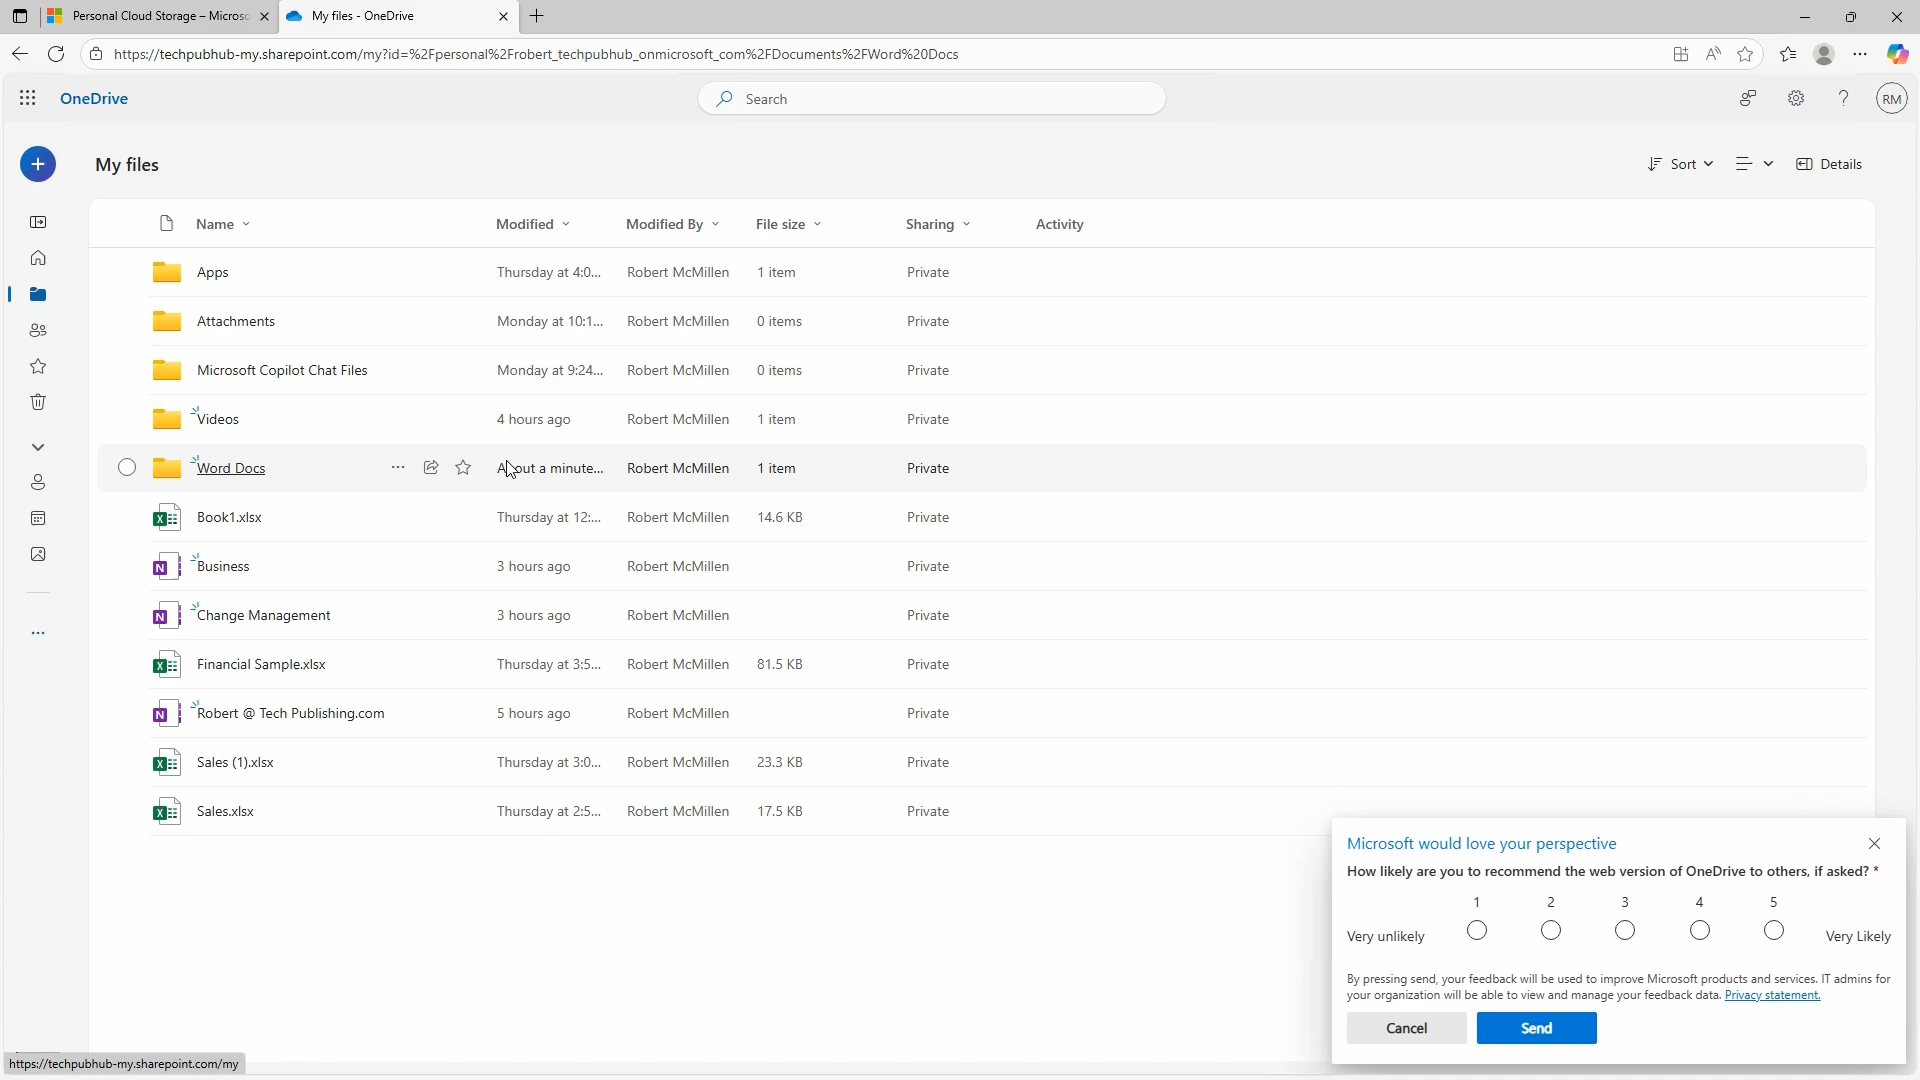 Personal Cloud Storage – Micros
My files - OneDrive
https://techpubhub-my.sharepoint.com/my?id=%2Fpersonal%2Frobert_techpubhub_onmicrosoft_com%2FDocuments%2FWord%20Docs
OneDrive
Search
RM
My files
Sort
Details
Name
Modified
Modified By
File size
Sharing
Activity
Apps Thursday at 4:0... Robert McMillen 1 item Private
Attachments Monday at 10:1... Robert McMillen 0 items Private
Microsoft Copilot Chat Files Monday at 9:24... Robert McMillen 0 items Private
Videos 4 hours ago Robert McMillen 1 item Private
Word Docs About a minute... Robert McMillen 1 item Private
Book1.xlsx Thursday at 12:... Robert McMillen 14.6 KB Private
Business 3 hours ago Robert McMillen Private
Change Management 3 hours ago Robert McMillen Private
Financial Sample.xlsx Thursday at 3:5... Robert McMillen 81.5 KB Private
Robert @ Tech Publishing.com 5 hours ago Robert McMillen Private
Sales (1).xlsx Thursday at 3:0... Robert McMillen 23.3 KB Private
Sales.xlsx Thursday at 2:5... Robert McMillen 17.5 KB Private
Microsoft would love your perspective
How likely are you to recommend the web version of OneDrive to others, if asked? *
1 2 3 4 5
Very unlikely Very Likely
By pressing send, your feedback will be used to improve Microsoft products and services. IT admins for
your organization will be able to view and manage your feedback data. Privacy statement.
Cancel Send
https://techpubhub-my.sharepoint.com/my